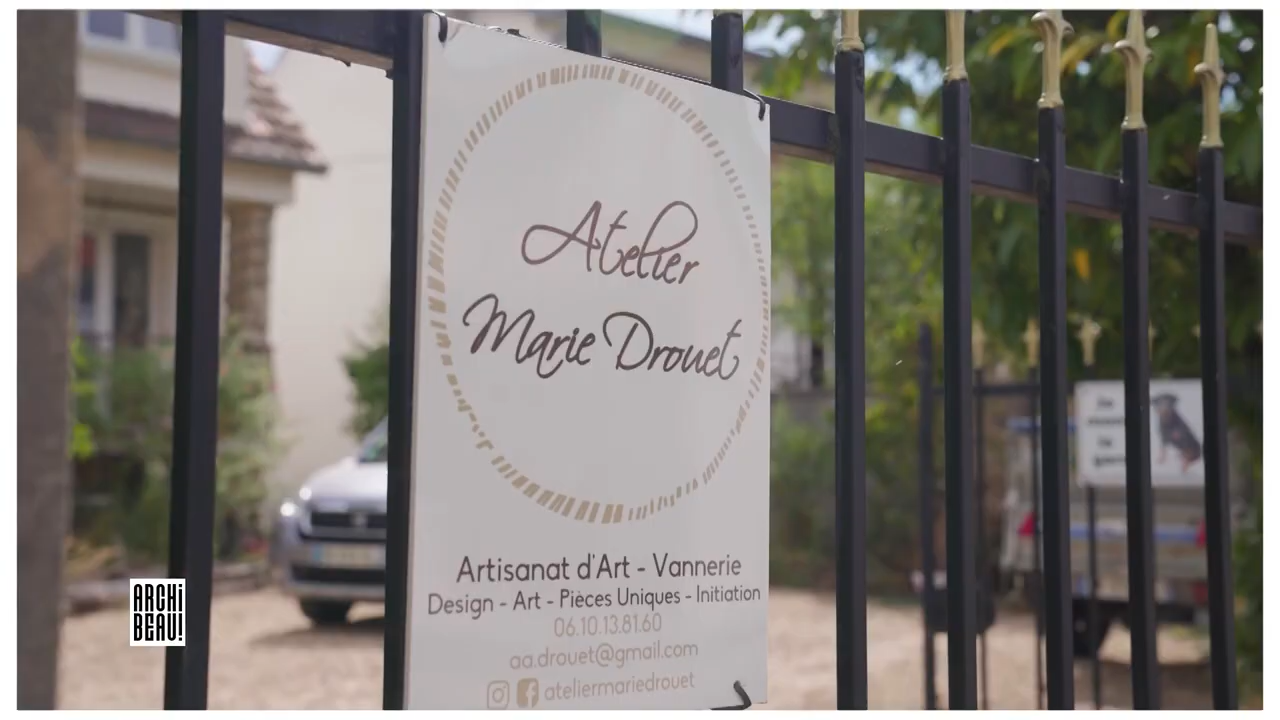 Atelier
Marie Drouet
Artisanat d'Art - Vannerie
Design - Art - Pièces Uniques - Initiation
06.10.13.81.60
aa.drouet@gmail.com
ateliermariedrouet
ARCHi
BEAU!